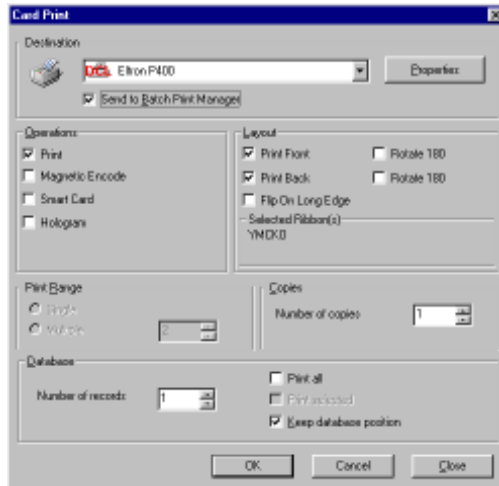 Card Print
Destination
Eltron P400
Properties
Send to Batch Print Manager
Operations
Print
Magnetic Encode
Smart Card
Hologram
Layout
Print Front
Rotate 180
Print Back
Rotate 180
Flip On Long Edge
Selected Ribbon(s)
YMCKO
Print Range
Single
Multiple
2
Copies
Number of copies
1
Database
Number of records
1
Print all
Print selected
Keep database position
OK
Cancel
Close